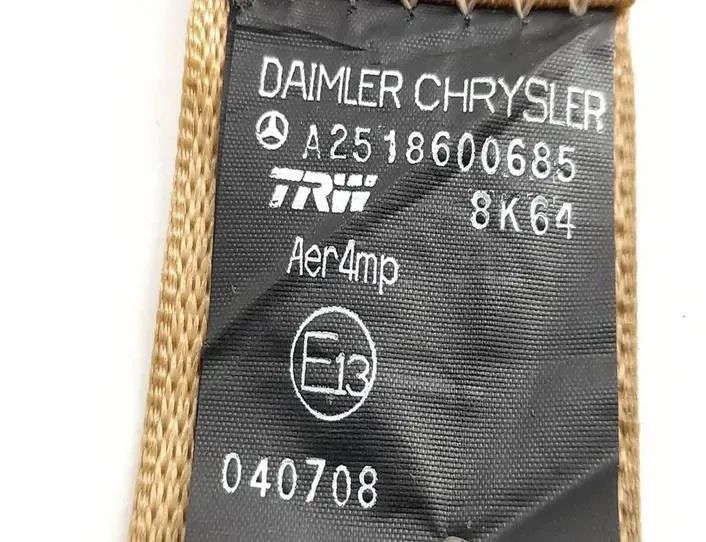 DAIMLER CHRYSLER
A2518600685
TRW 8K64
Aer4mp
E13
040708